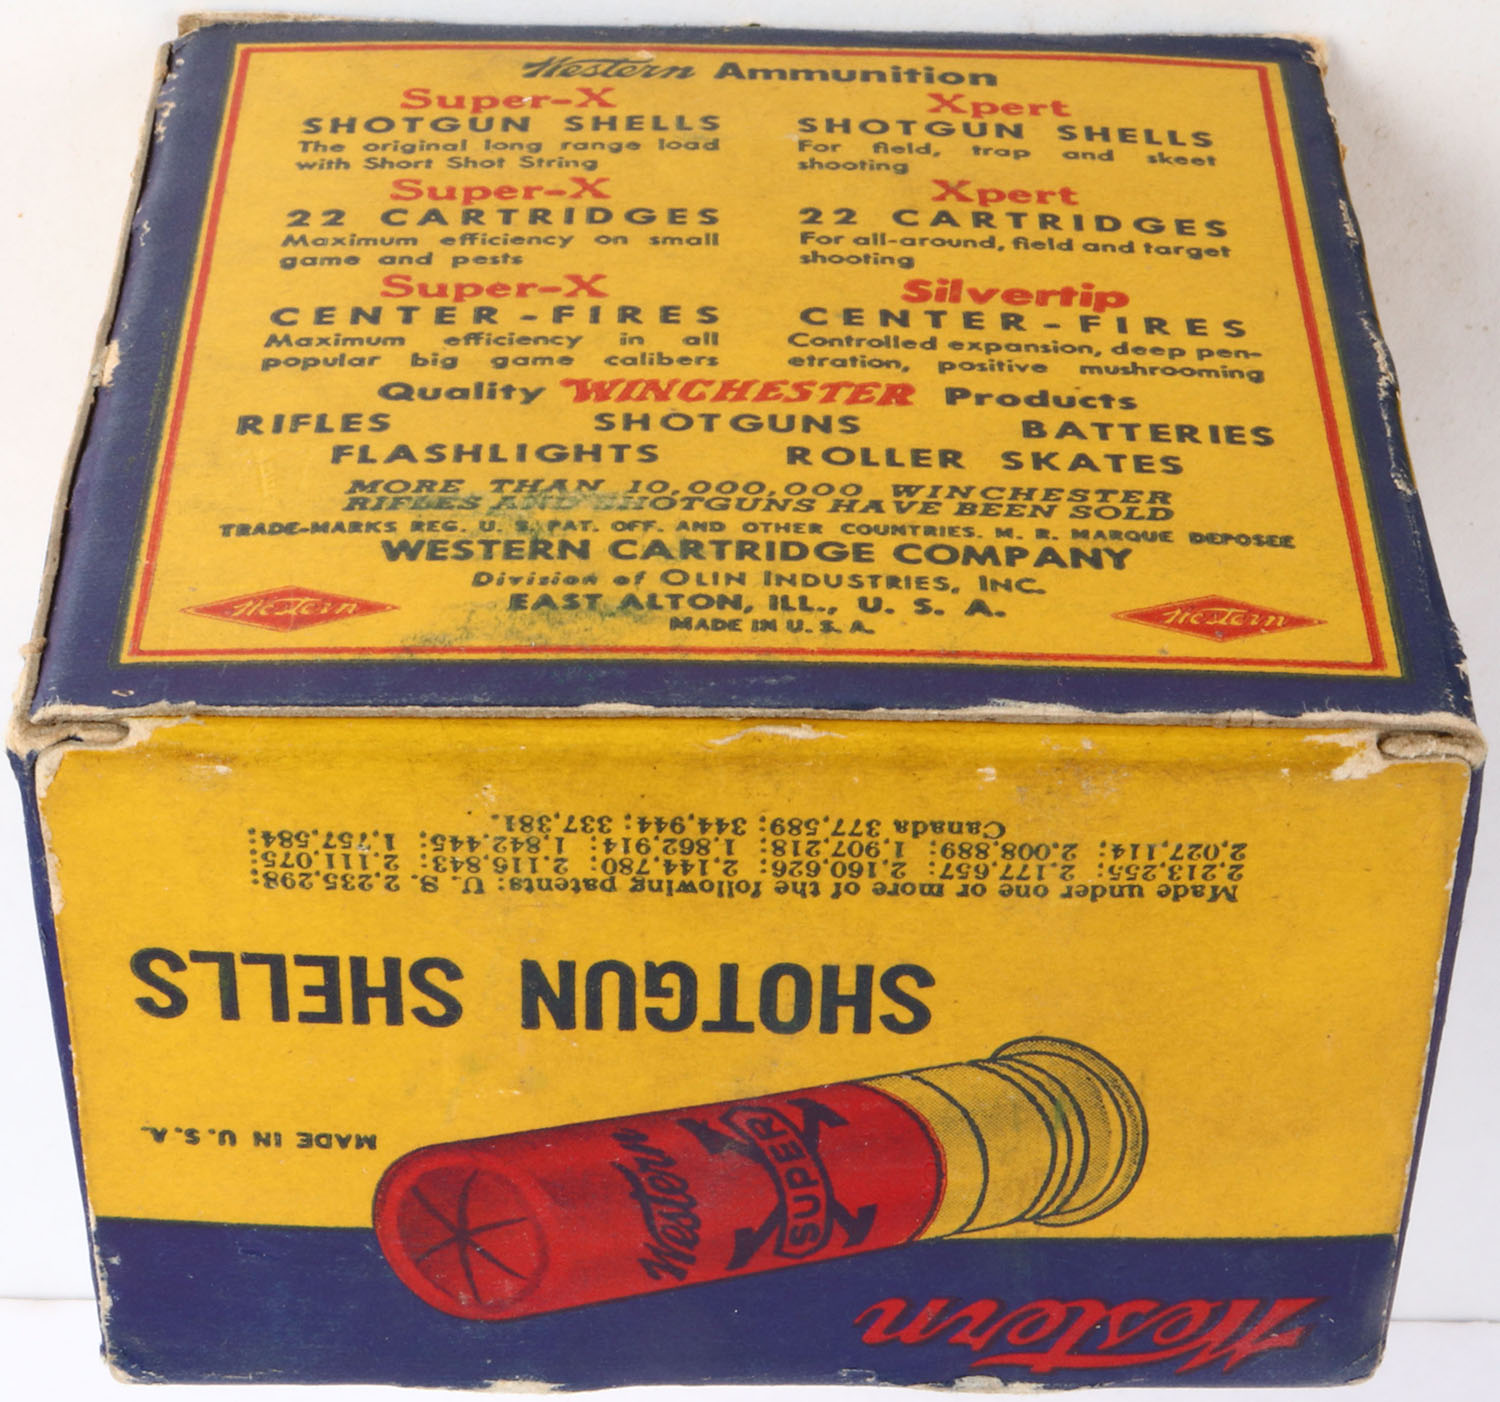 Western Ammunition
Super-X
SHOTGUN SHELLS
The original long range load
with Short Shot String
Super-X
22 CARTRIDGES
Maximum efficiency on small
game and pests
Super-X
CENTER-FIRES
Maximum efficiency in all
popular big game calibers
Xpert
SHOTGUN SHELLS
For field, trap and skeet
shooting
Xpert
22 CARTRIDGES
For all-around, field and target
shooting
Silvertip
CENTER-FIRES
Controlled expansion, deep pen-
etration, positive mushrooming
Quality WINCHESTER Products
RIFLES SHOTGUNS BATTERIES
FLASHLIGHTS ROLLER SKATES
MORE THAN 10,000,000 WINCHESTER
RIFLES AND SHOTGUNS HAVE BEEN SOLD
TRADE-MARKS REG. U. S. PAT. OFF. AND OTHER COUNTRIES. M. R. MARQUE DEPOSEE
WESTERN CARTRIDGE COMPANY
Division of OLIN INDUSTRIES, INC.
EAST ALTON, ILL., U. S. A.
MADE IN U. S. A.
Western
Western
Western
Western
SUPER
X
MADE IN U.S.A.
SHOTGUN SHELLS
Made under one or more of the following patents: U. S. 2,235,298;
2,213,255; 2,177,657; 2,160,626; 2,144,780; 2,116,843; 2,111,075;
2,027,114; 2,008,889; 1,907,218; 1,862,914; 1,842,445; 1,757,584;
Canada 377,589; 344,944; 337,381.